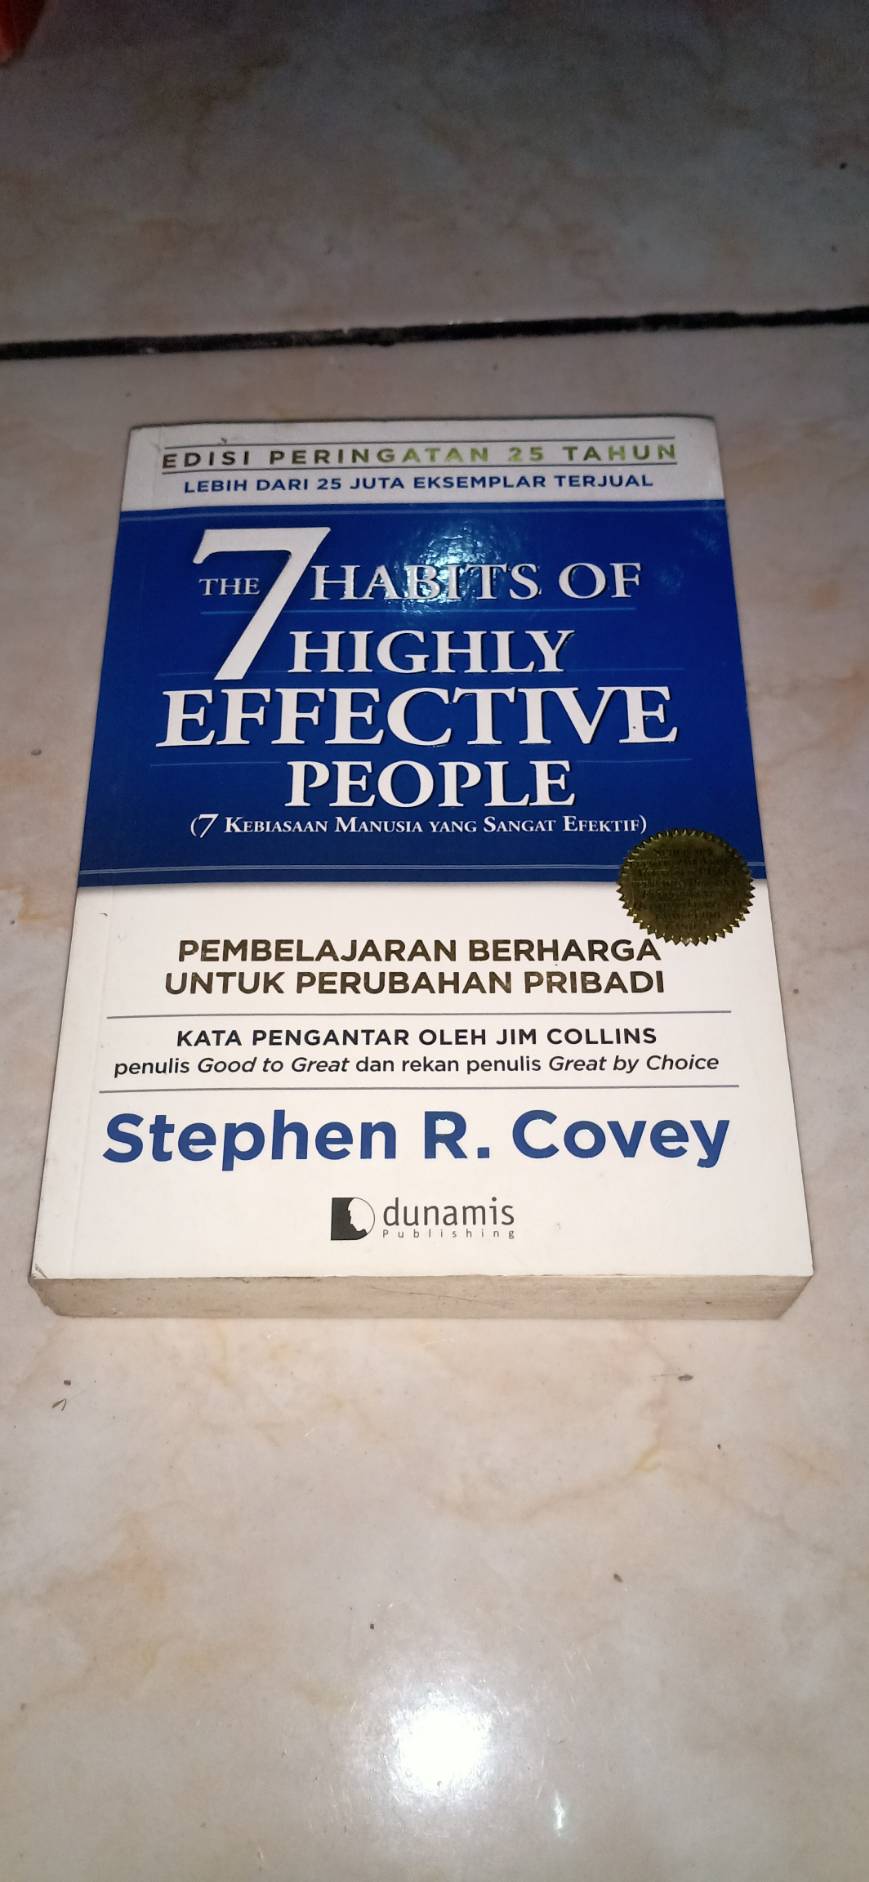 EDISI PERINGATAN 25 TAHUN
LEBIH DARI 25 JUTA EKSEMPLAR TERJUAL
THE 7 HABITS OF
HIGHLY
EFFECTIVE
PEOPLE
(7 KEBIASAAN MANUSIA YANG SANGAT EFEKTIF)
PEMBELAJARAN BERHARGA
UNTUK PERUBAHAN PRIBADI
KATA PENGANTAR OLEH JIM COLLINS
penulis Good to Great dan rekan penulis Great by Choice
Stephen R. Covey
dunamis
Publishing